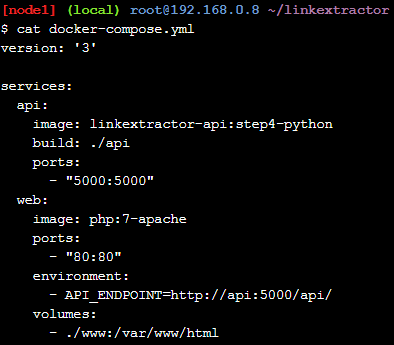 [node1] (local) root@192.168.0.8 ~/linkextractor
$ cat docker-compose.yml
version: '3'

services:
  api:
    image: linkextractor-api:step4-python
    build: ./api
    ports:
      - "5000:5000"
  web:
    image: php:7-apache
    ports:
      - "80:80"
    environment:
      - API_ENDPOINT=http://api:5000/api/
    volumes:
      - ./www:/var/www/html